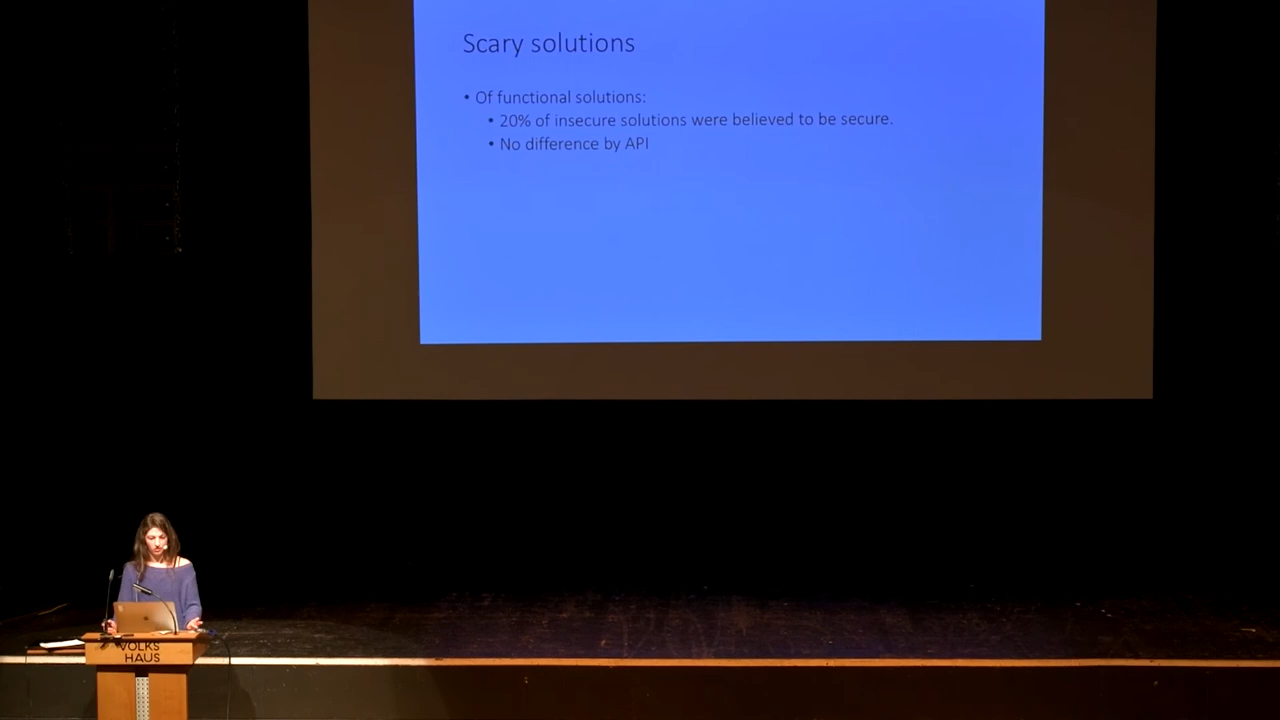 Scary solutions
• Of functional solutions:
• 20% of insecure solutions were believed to be secure.
• No difference by API
VOLKS
HAUS